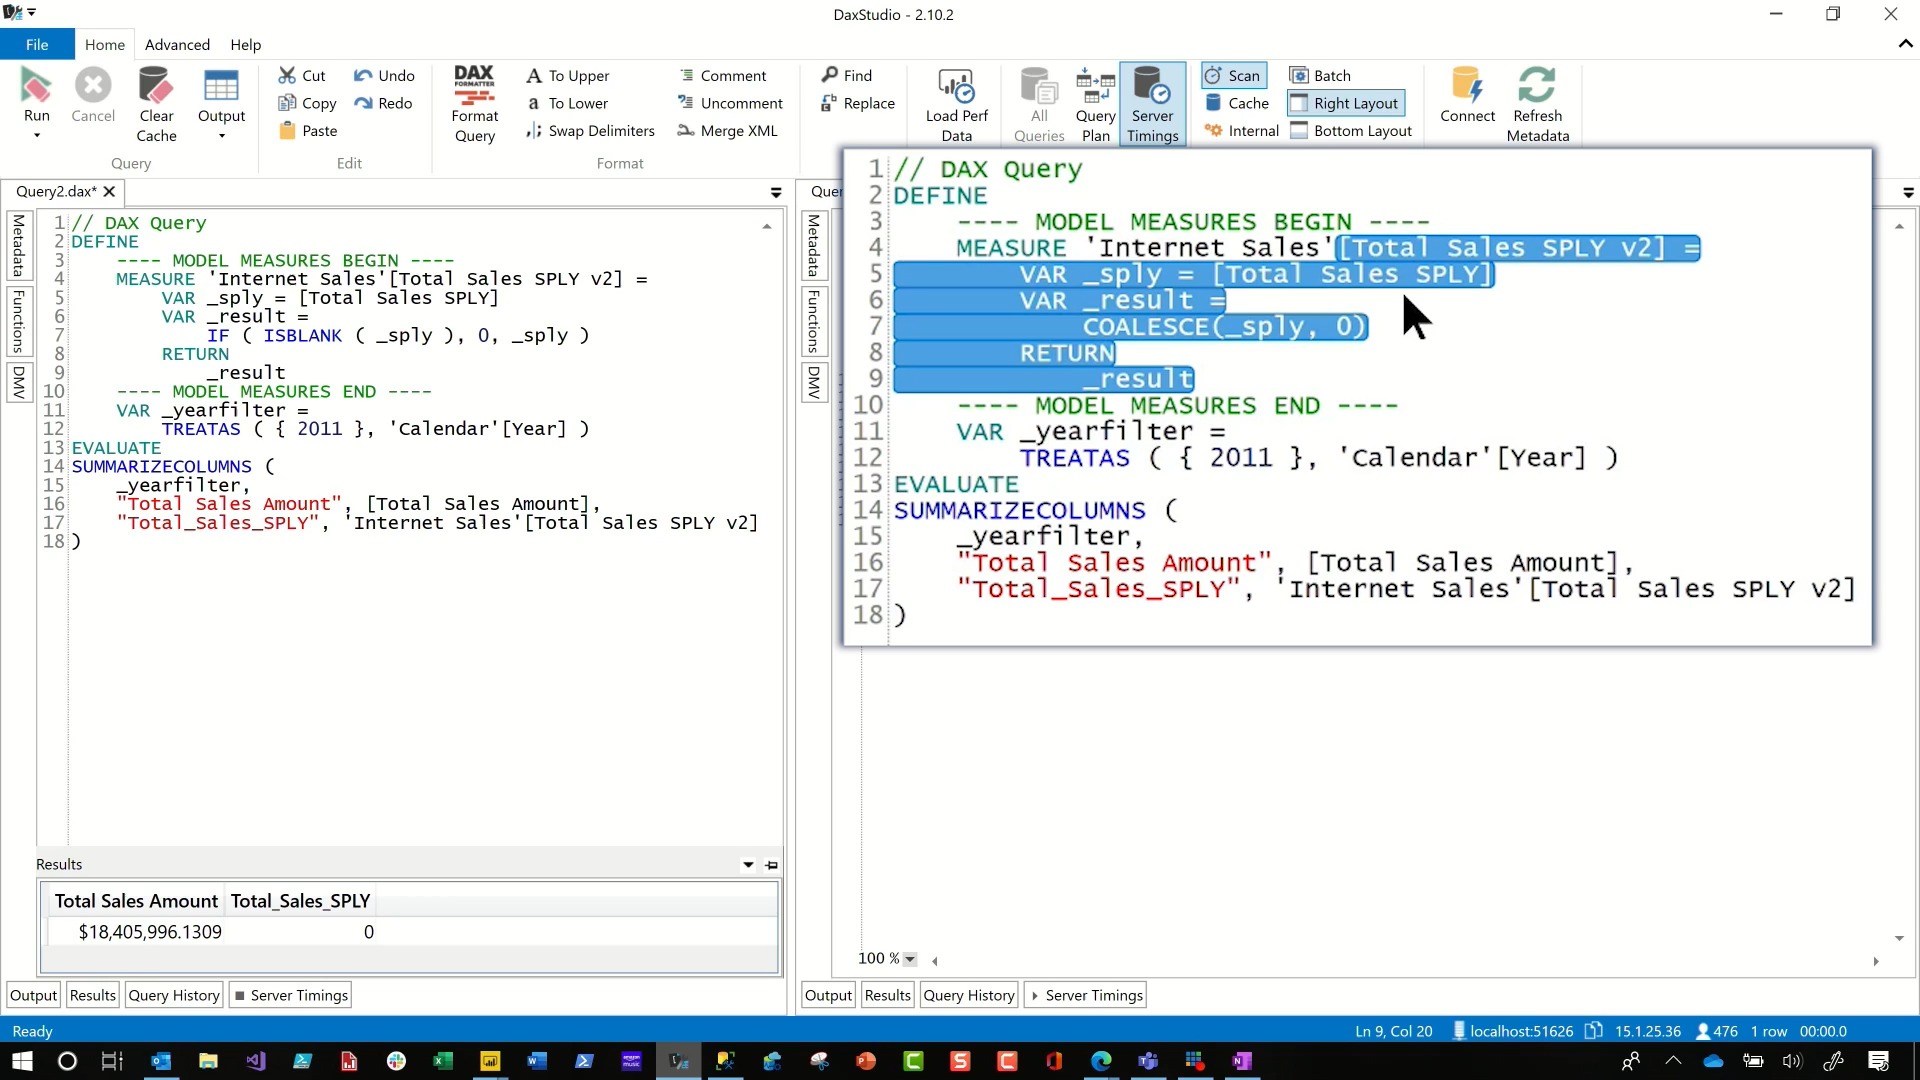 DaxStudio - 2.10.2
File Home Advanced Help
Run
Cancel
Clear Cache
Output
Query
Cut
Copy
Paste
Undo
Redo
Edit
DAX FORMATTER
Format Query
To Upper
To Lower
Swap Delimiters
Comment
Uncomment
Merge XML
Format
Find
Replace
Load Perf Data
All Queries
Query Plan
Server Timings
Scan
Cache
Internal
Batch
Right Layout
Bottom Layout
Connect
Refresh Metadata
Query2.dax*
Metadata
Functions
DMV
1 // DAX Query
2 DEFINE
3 ---- MODEL MEASURES BEGIN ----
4 MEASURE 'Internet Sales'[Total Sales SPLY v2] =
5 VAR _sply = [Total Sales SPLY]
6 VAR _result =
7 IF ( ISBLANK ( _sply ), 0, _sply )
8 RETURN
9 _result
10 ---- MODEL MEASURES END ----
11 VAR _yearfilter =
12 TREATAS ( { 2011 }, 'Calendar'[Year] )
13 EVALUATE
14 SUMMARIZECOLUMNS (
15 _yearfilter,
16 "Total Sales Amount", [Total Sales Amount],
17 "Total_Sales_SPLY", 'Internet Sales'[Total Sales SPLY v2]
18 )
Results
Total Sales Amount Total_Sales_SPLY
$18,405,996.1309 0
Output Results Query History Server Timings
Quer
Metadata
Functions
DMV
1 // DAX Query
2 DEFINE
3 ---- MODEL MEASURES BEGIN ----
4 MEASURE 'Internet Sales'[Total Sales SPLY v2] =
5 VAR _sply = [Total Sales SPLY]
6 VAR _result =
7 COALESCE(_sply, 0)
8 RETURN
9 _result
10 ---- MODEL MEASURES END ----
11 VAR _yearfilter =
12 TREATAS ( { 2011 }, 'Calendar'[Year] )
13 EVALUATE
14 SUMMARIZECOLUMNS (
15 _yearfilter,
16 "Total Sales Amount", [Total Sales Amount],
17 "Total_Sales_SPLY", 'Internet Sales'[Total Sales SPLY v2]
18 )
100 %
Output Results Query History Server Timings
Ready
Ln 9, Col 20 localhost:51626 15.1.25.36 476 1 row 00:00.0